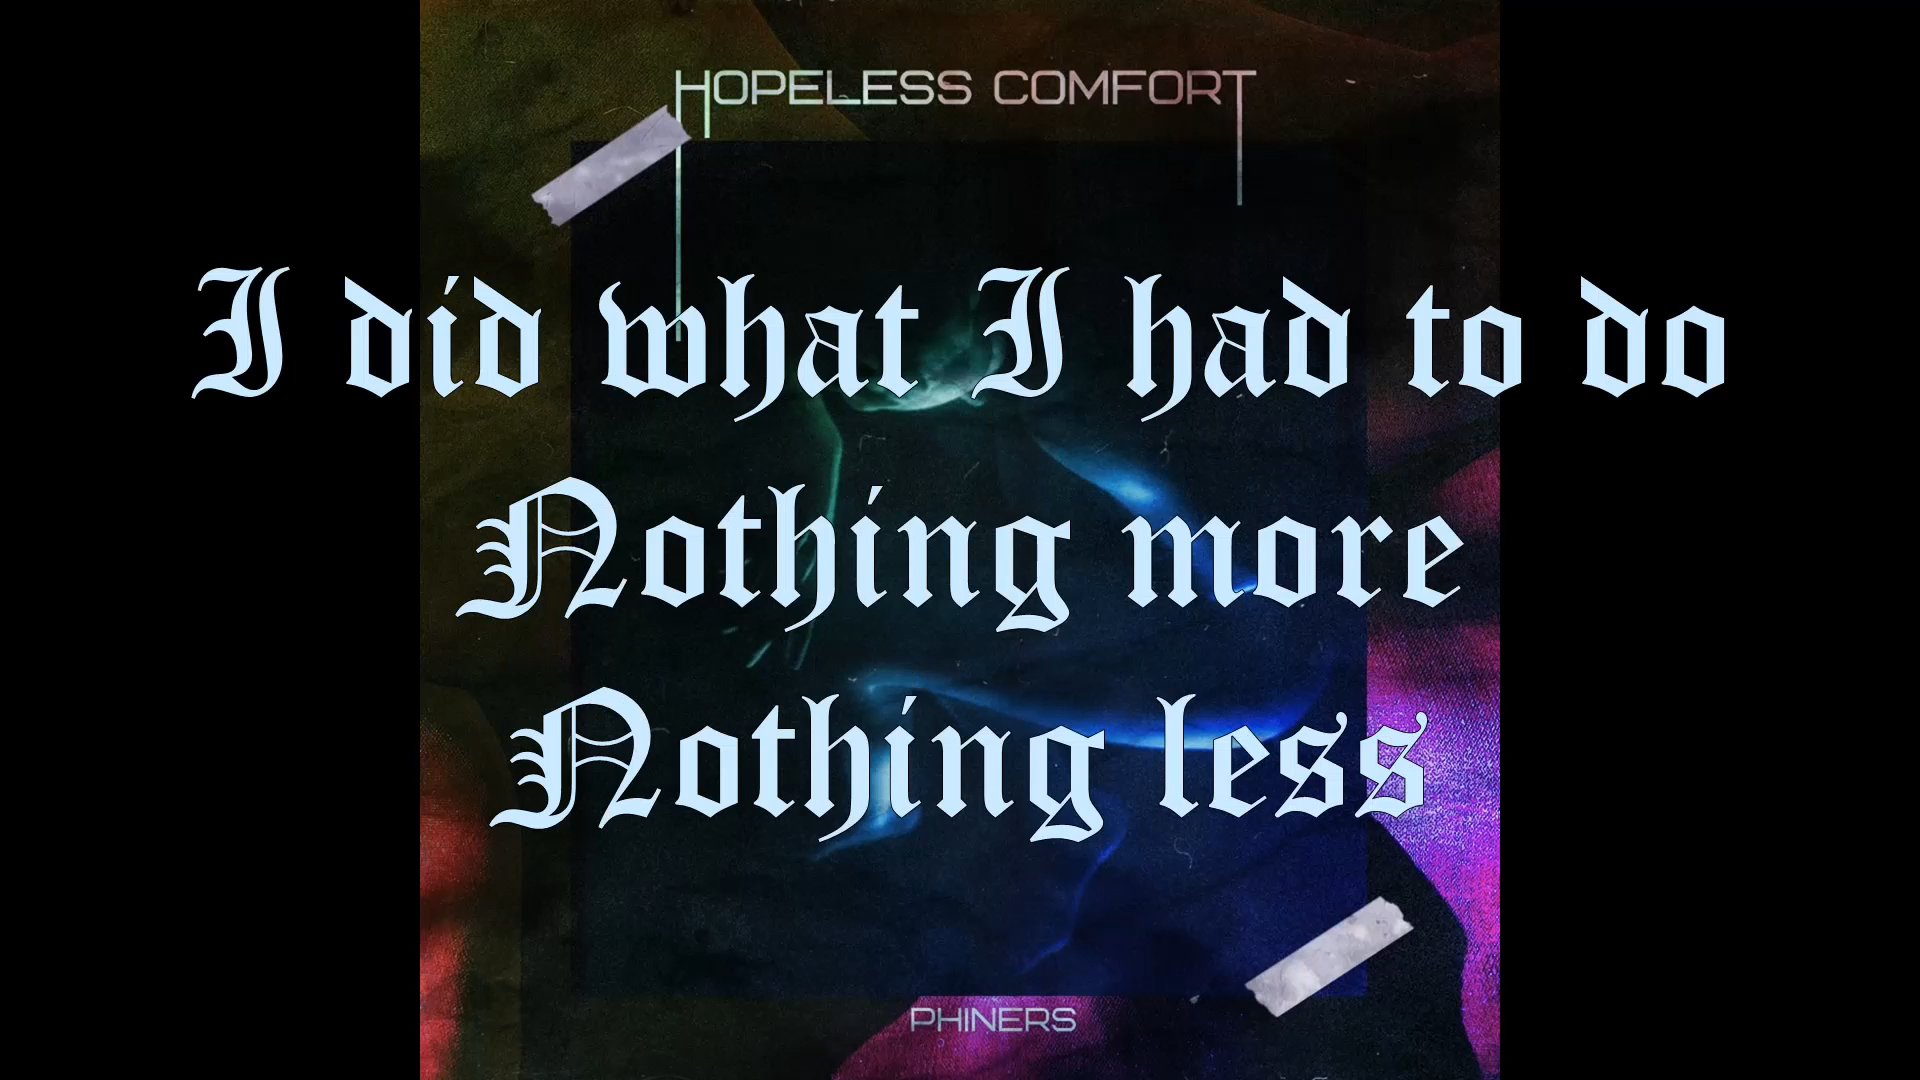 HOPELESS COMFORT
I did what I had to do
Nothing more
Nothing less
PHINERS